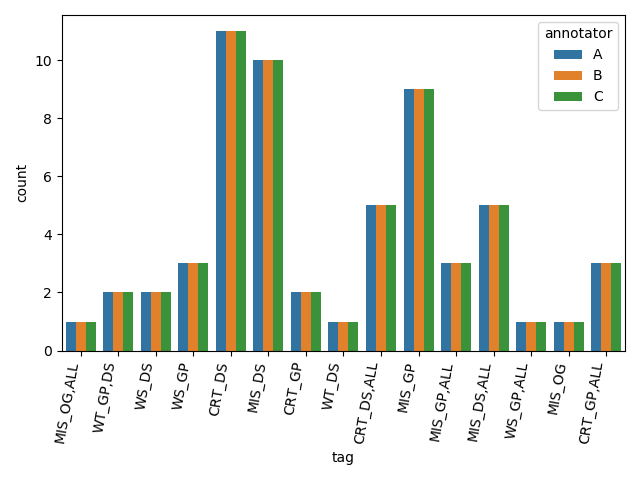 annotator
A
B
C
count
10
8
6
4
2
0
MIS_OG,ALL
WT_GP,DS
WS_DS
WS_GP
CRT_DS
MIS_DS
CRT_GP
WT_DS
CRT_DS,ALL
MIS_GP
MIS_GP,ALL
MIS_DS,ALL
WS_GP,ALL
MIS_OG
CRT_GP,ALL
tag